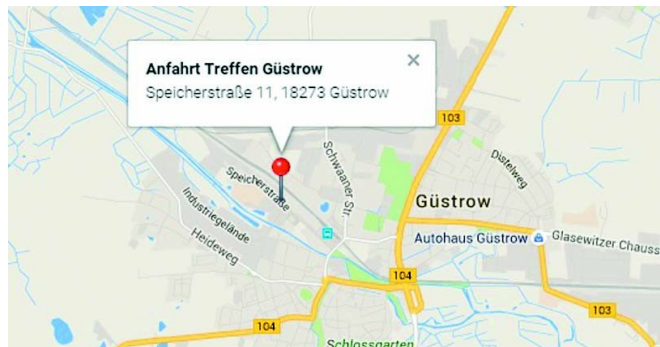 Anfahrt Treffen Güstrow
Speicherstraße 11, 18273 Güstrow
103
Distelweg
Schwaaner Str.
Speicherstraße
Güstrow
Industriegelände
Heideweg
Autohaus Güstrow
Glasewitzer Chauss
104
103
104
Schlossgarten